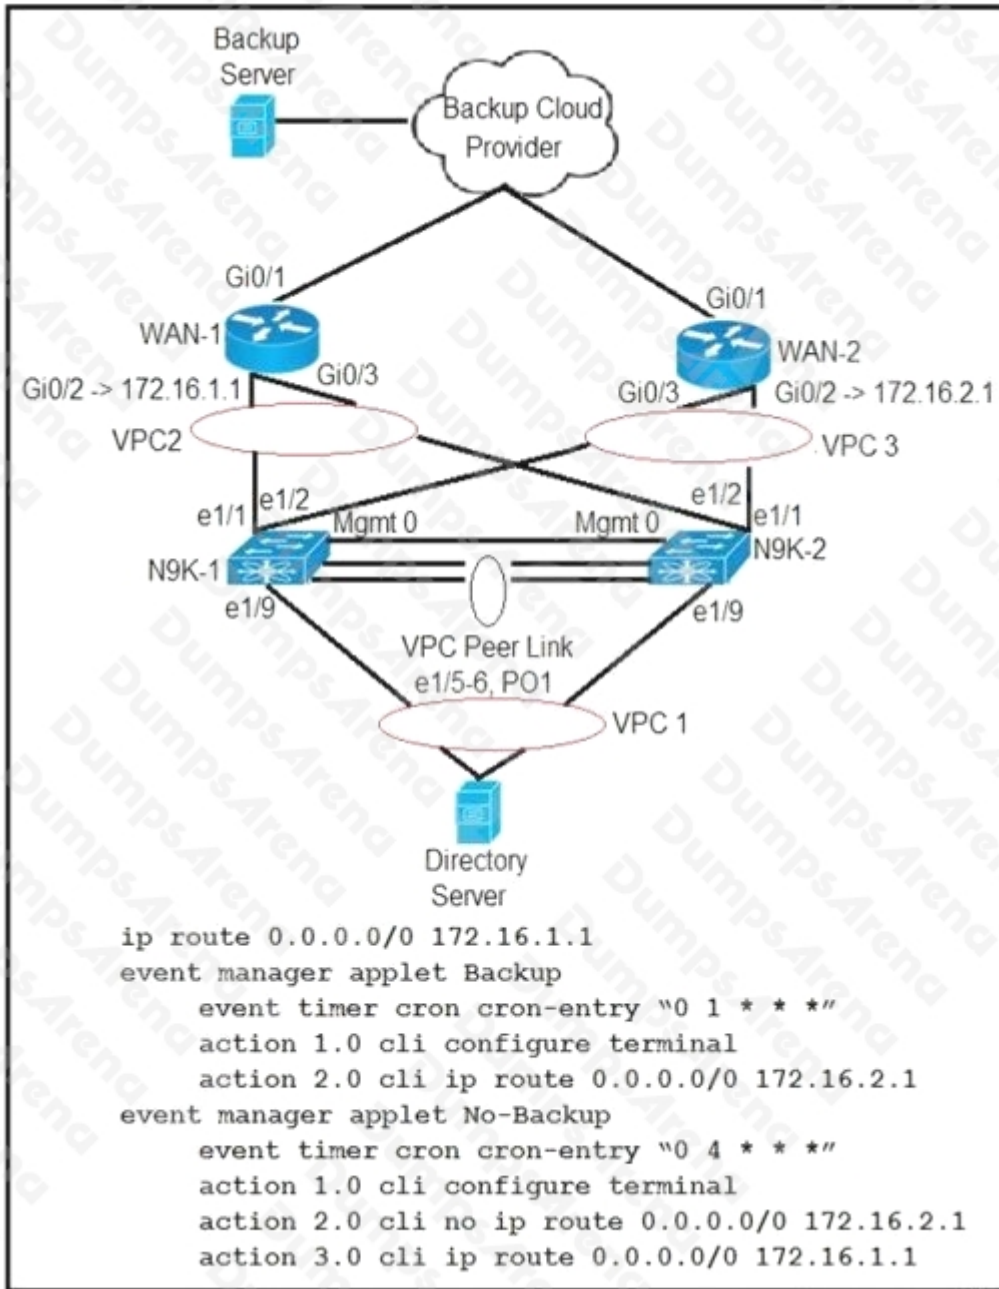 Backup
Server
Backup Cloud
Provider
Gi0/1
Gi0/1
WAN-1
WAN-2
Gi0/2 -> 172.16.1.1
Gi0/3
Gi0/3
Gi0/2 -> 172.16.2.1
VPC2
VPC 3
e1/1
e1/2
Mgmt 0
Mgmt 0
e1/2
e1/1
N9K-1
N9K-2
e1/9
e1/9
VPC Peer Link
e1/5-6, PO1
VPC 1
Directory
Server
ip route 0.0.0.0/0 172.16.1.1
event manager applet Backup
event timer cron cron-entry “0 1 * * *”
action 1.0 cli configure terminal
action 2.0 cli ip route 0.0.0.0/0 172.16.2.1
event manager applet No-Backup
event timer cron cron-entry “0 4 * * *”
action 1.0 cli configure terminal
action 2.0 cli no ip route 0.0.0.0/0 172.16.2.1
action 3.0 cli ip route 0.0.0.0/0 172.16.1.1
DumpsArena